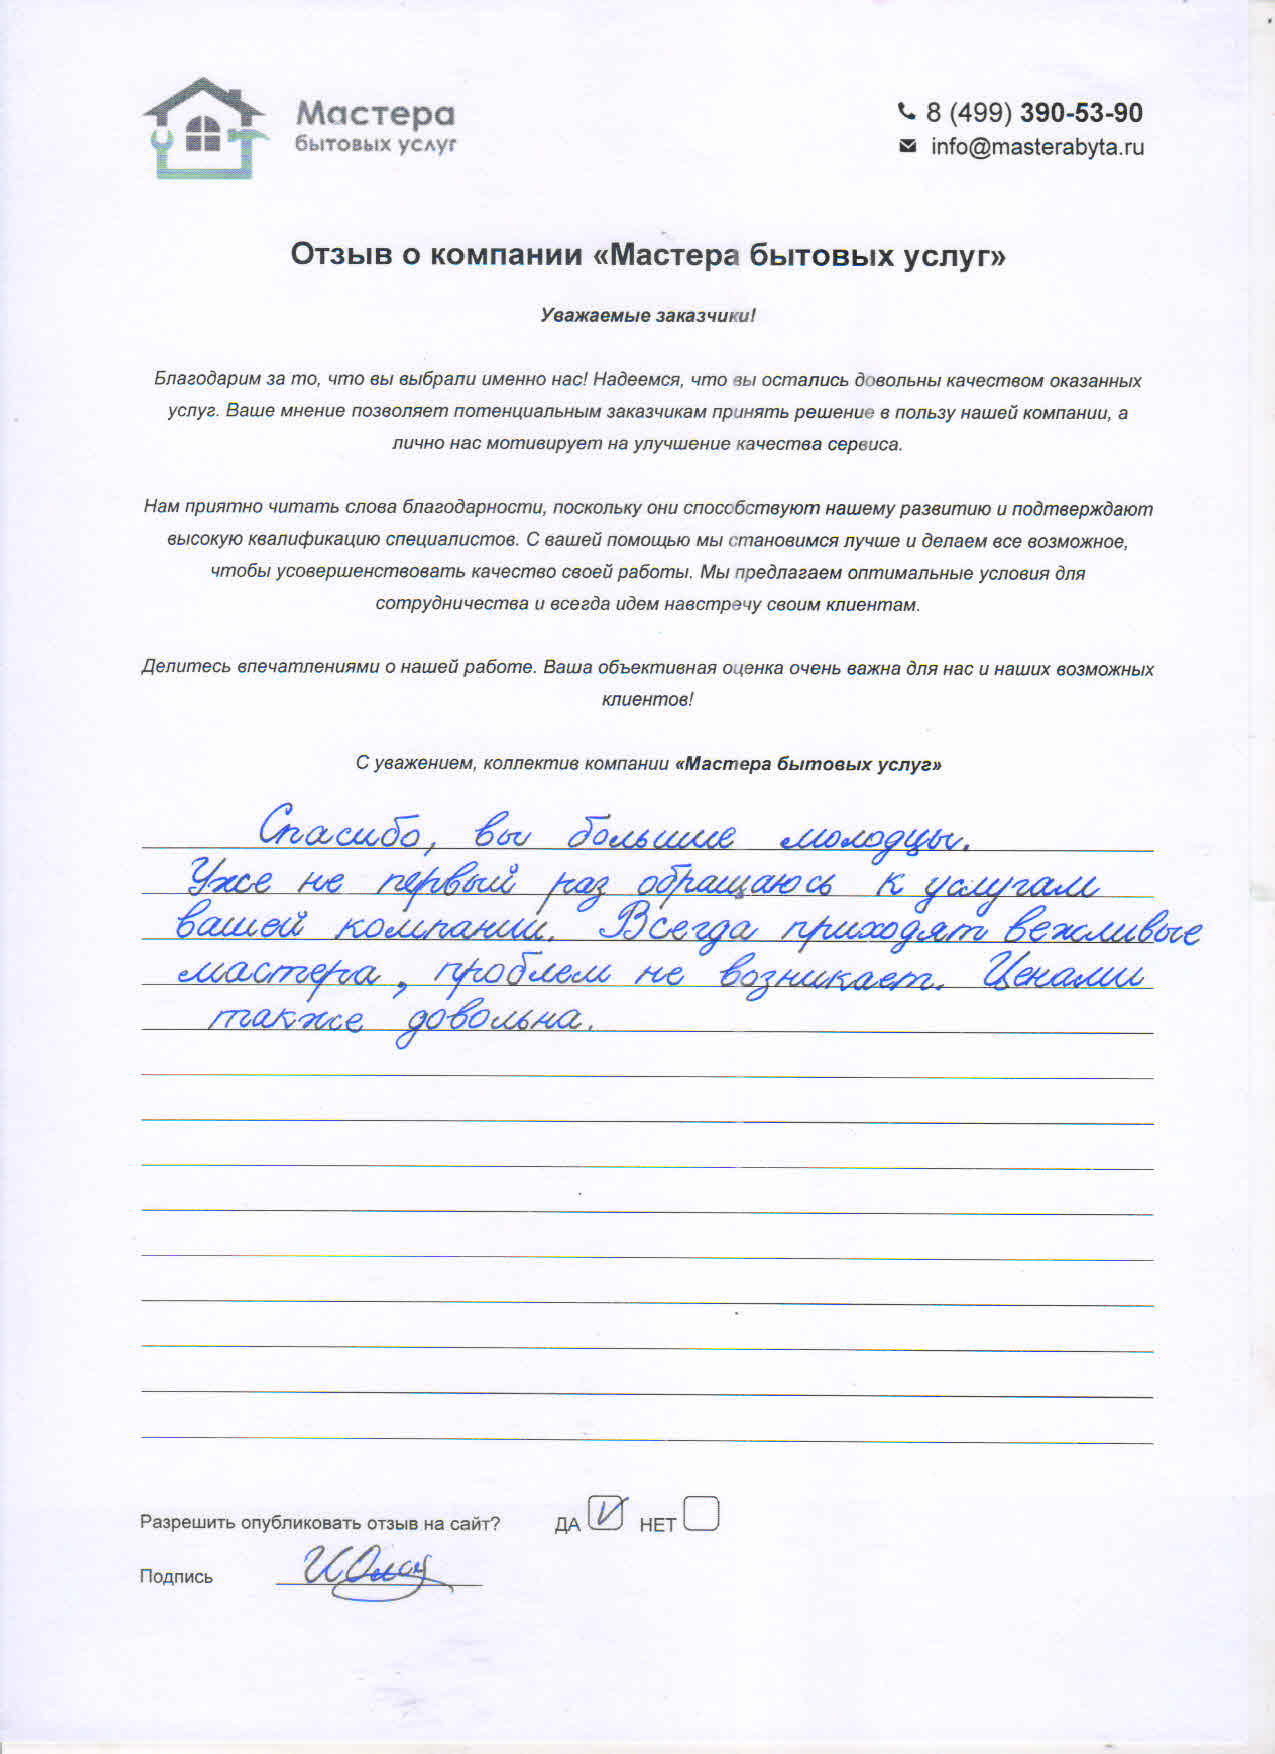 Мастера
бытовых услуг
8 (499) 390-53-90
info@masterabyta.ru
Отзыв о компании «Мастера бытовых услуг»
Уважаемые заказчики!
Благодарим за то, что вы выбрали именно нас! Надеемся, что вы остались довольны качеством оказанных
услуг. Ваше мнение позволяет потенциальным заказчикам принять решение в пользу нашей компании, а
лично нас мотивирует на улучшение качества сервиса.
Нам приятно читать слова благодарности, поскольку они способствуют нашему развитию и подтверждают
высокую квалификацию специалистов. С вашей помощью мы становимся лучше и делаем все возможное,
чтобы усовершенствовать качество своей работы. Мы предлагаем оптимальные условия для
сотрудничества и всегда идем навстречу своим клиентам.
Делитесь впечатлениями о нашей работе. Ваша объективная оценка очень важна для нас и наших возможных
клиентов!
С уважением, коллектив компании «Мастера бытовых услуг»
Спасибо, вы большие молодцы.
Уже не первый раз обращаюсь к услугам
вашей компании. Всегда приходят вежливые
мастера, проблем не возникает. Ценами
также довольна.
Разрешить опубликовать отзыв на сайт? ДА НЕТ
Подпись